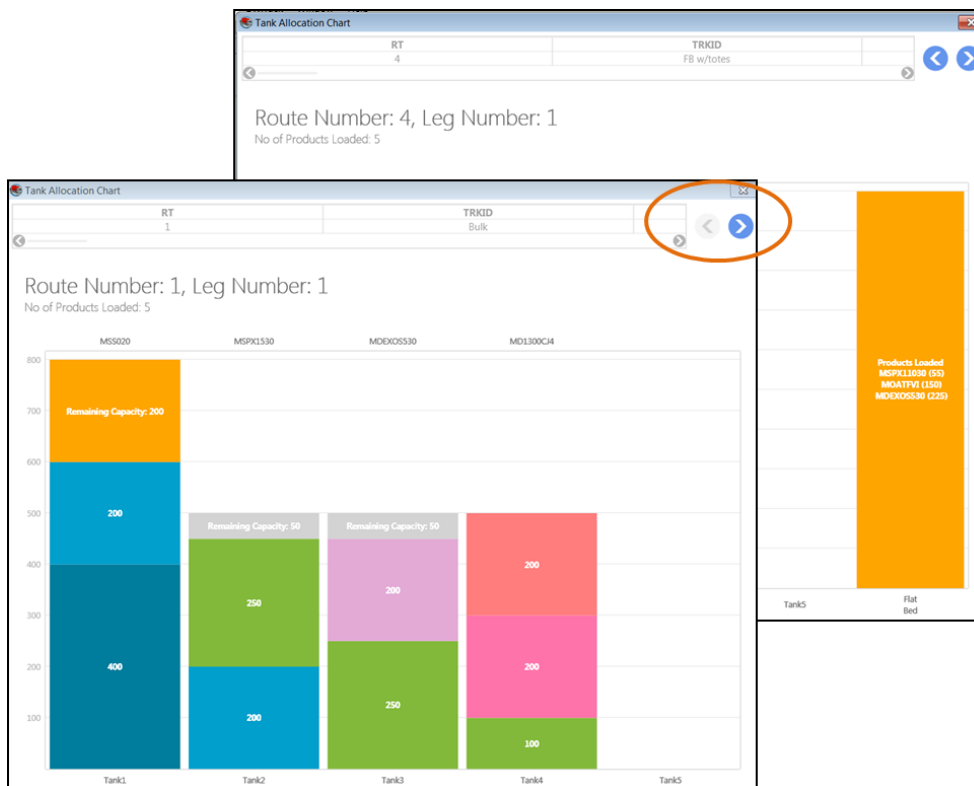 Tank Allocation Chart
RT TRKID
4 FB w/totes
Route Number: 4, Leg Number: 1
No of Products Loaded: 5
Products Loaded
MSPX11030 (55)
MOATFVI (150)
MDEXOS530 (225)
Tank5 Flat
Bed
Tank Allocation Chart
RT TRKID
1 Bulk
Route Number: 1, Leg Number: 1
No of Products Loaded: 5
MS5020 MSPX1530 MDEXOS530 MD1300CJ4
800
700
600
500
400
300
200
100
Remaining Capacity: 200
200
400
Remaining Capacity: 50
250
200
Remaining Capacity: 50
200
250
200
200
100
Tank1 Tank2 Tank3 Tank4 Tank5